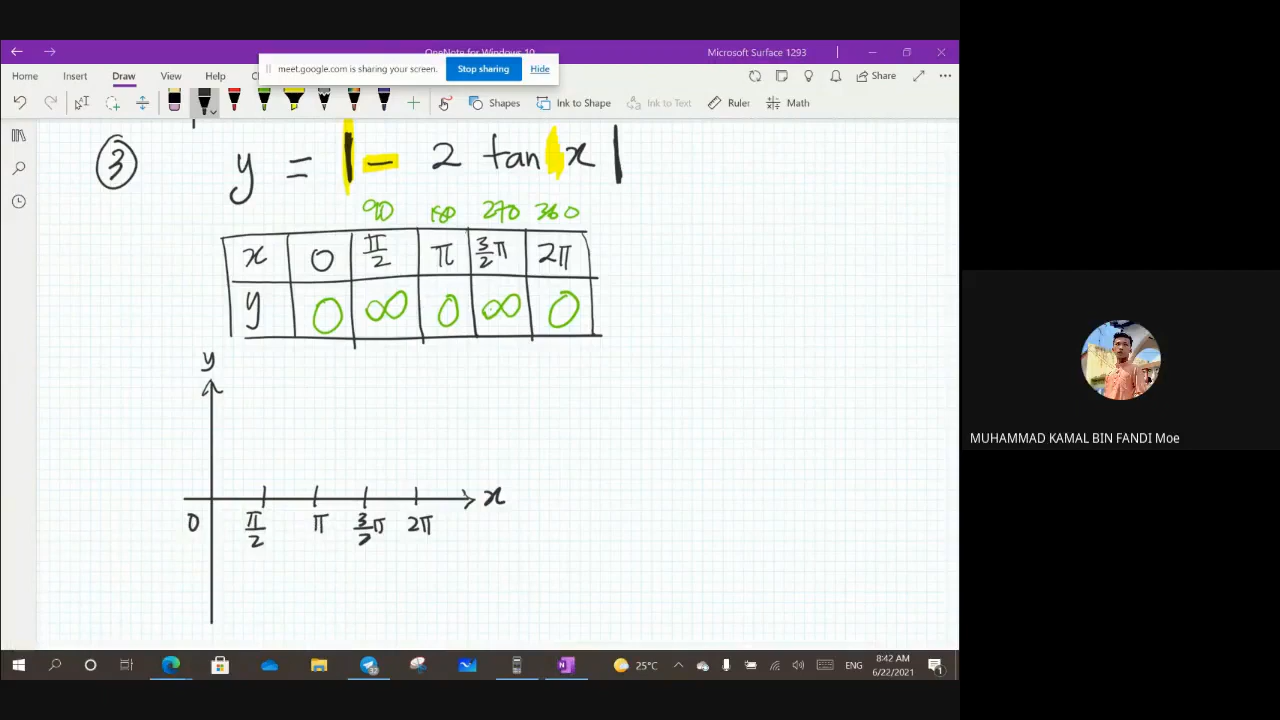 OneNote for Windows 10
Microsoft Surface 1293
meet.google.com is sharing your screen.
Stop sharing
Hide
Home Insert Draw View Help
Share
Shapes Ink to Shape Ink to Text Ruler Math
③ y = |- 2 tan x|
90 180 270 360
x 0 π/2 π 3/2 π 2π
y 0 ∞ 0 ∞ 0
y
x
0 π/2 π 3/2 π 2π
MUHAMMAD KAMAL BIN FANDI Moe
25°C
ENG
8:42 AM
6/22/2021